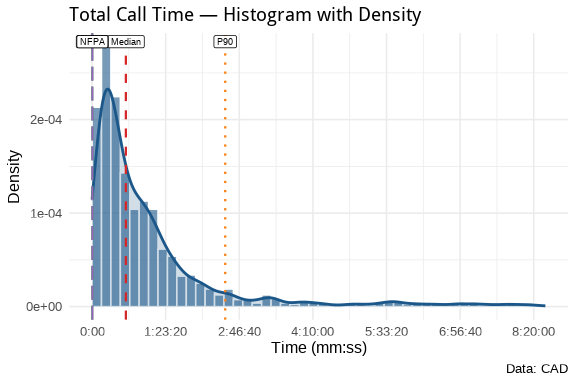 Total Call Time — Histogram with Density
NFPA
Median
P90
2e-04
1e-04
0e+00
Density
0:00
1:23:20
2:46:40
4:10:00
5:33:20
6:56:40
8:20:00
Time (mm:ss)
Data: CAD